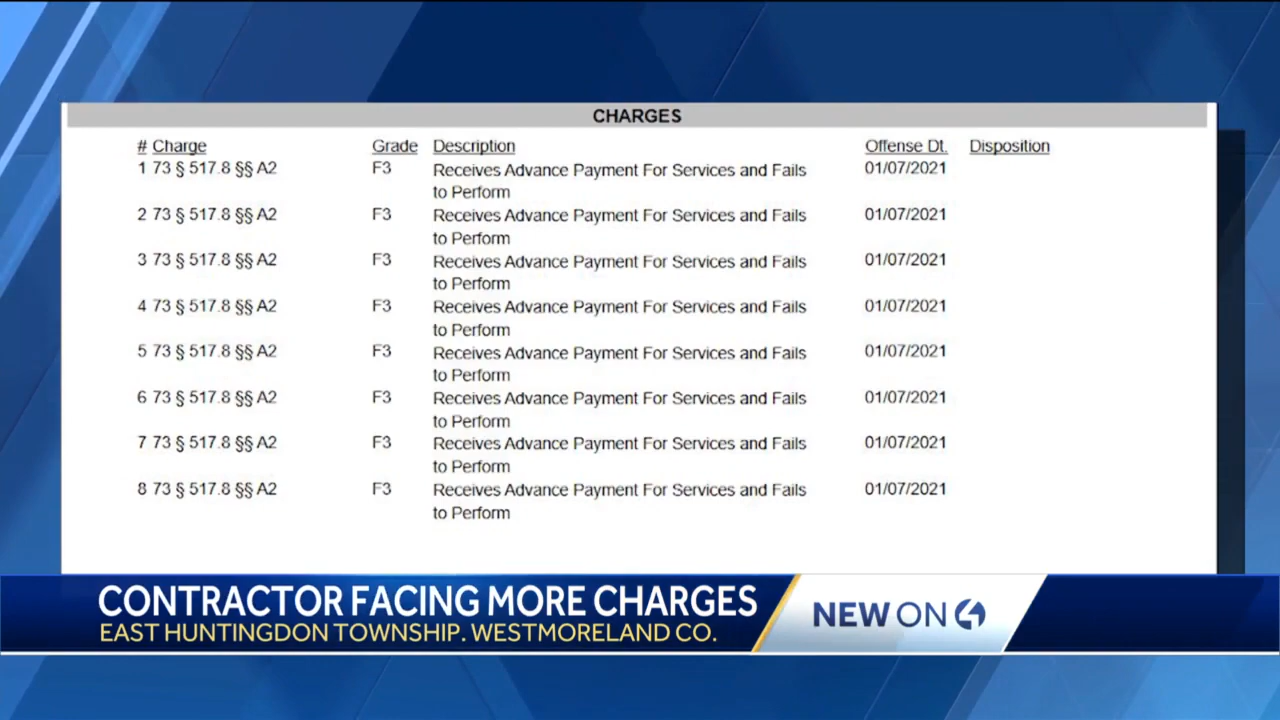 CHARGES
# Charge Grade Description Offense Dt. Disposition
1 73 § 517.8 §§ A2 F3 Receives Advance Payment For Services and Fails 01/07/2021
to Perform
2 73 § 517.8 §§ A2 F3 Receives Advance Payment For Services and Fails 01/07/2021
to Perform
3 73 § 517.8 §§ A2 F3 Receives Advance Payment For Services and Fails 01/07/2021
to Perform
4 73 § 517.8 §§ A2 F3 Receives Advance Payment For Services and Fails 01/07/2021
to Perform
5 73 § 517.8 §§ A2 F3 Receives Advance Payment For Services and Fails 01/07/2021
to Perform
6 73 § 517.8 §§ A2 F3 Receives Advance Payment For Services and Fails 01/07/2021
to Perform
7 73 § 517.8 §§ A2 F3 Receives Advance Payment For Services and Fails 01/07/2021
to Perform
8 73 § 517.8 §§ A2 F3 Receives Advance Payment For Services and Fails 01/07/2021
to Perform
CONTRACTOR FACING MORE CHARGES
EAST HUNTINGDON TOWNSHIP. WESTMORELAND CO.
NEW ON 4